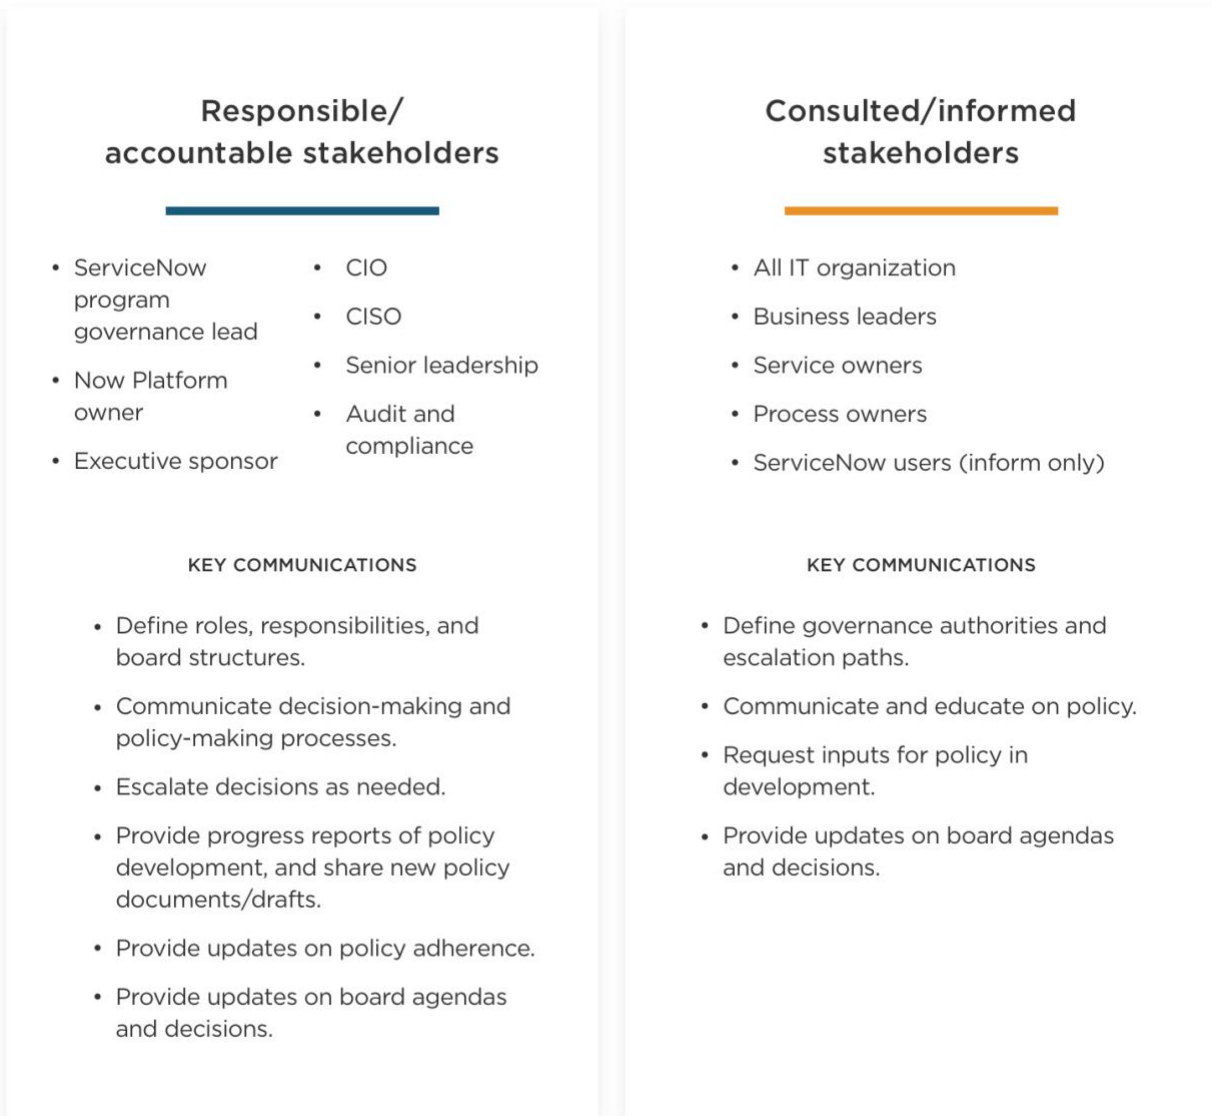 Responsible/
accountable stakeholders
• ServiceNow
program
governance lead
• Now Platform
owner
• Executive sponsor
• CIO
• CISO
• Senior leadership
• Audit and
compliance
KEY COMMUNICATIONS
• Define roles, responsibilities, and
board structures.
• Communicate decision-making and
policy-making processes.
• Escalate decisions as needed.
• Provide progress reports of policy
development, and share new policy
documents/drafts.
• Provide updates on policy adherence.
• Provide updates on board agendas
and decisions.
Consulted/informed
stakeholders
• All IT organization
• Business leaders
• Service owners
• Process owners
• ServiceNow users (inform only)
KEY COMMUNICATIONS
• Define governance authorities and
escalation paths.
• Communicate and educate on policy.
• Request inputs for policy in
development.
• Provide updates on board agendas
and decisions.